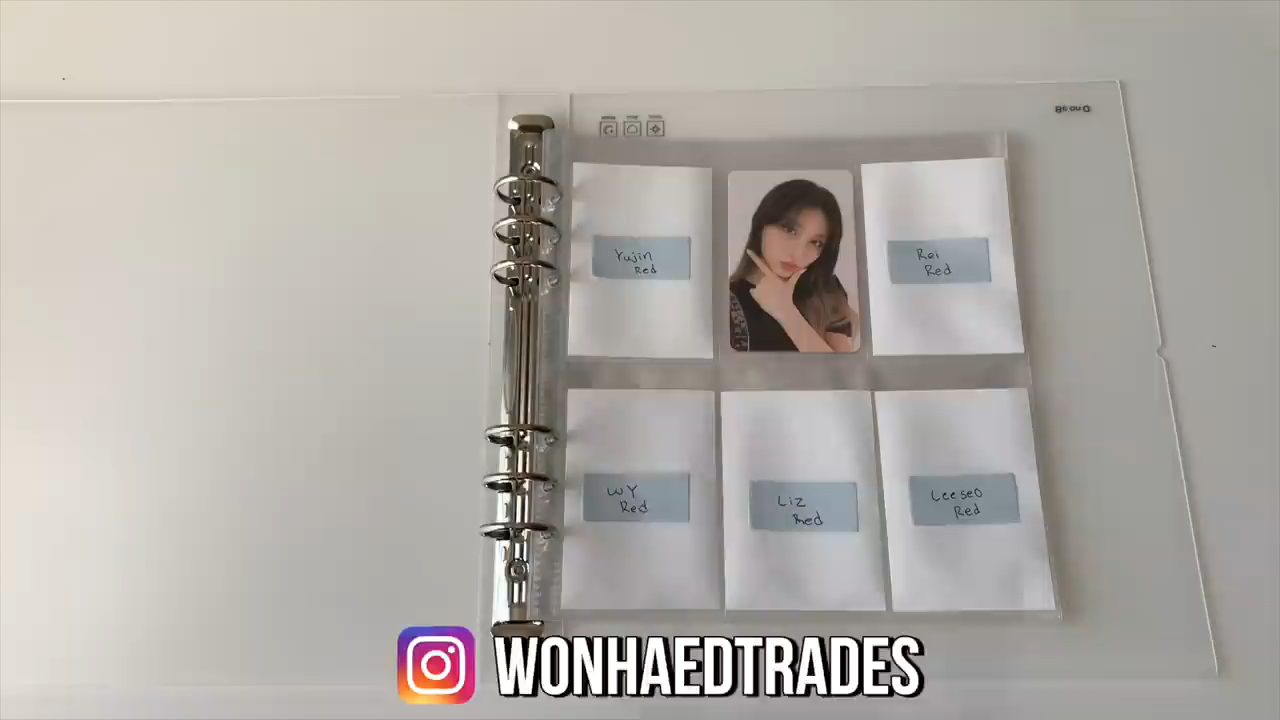 Yujin
Red
Rei
Red
WY
Red
Liz
Red
Leeseo
Red
WONHAEDTRADES